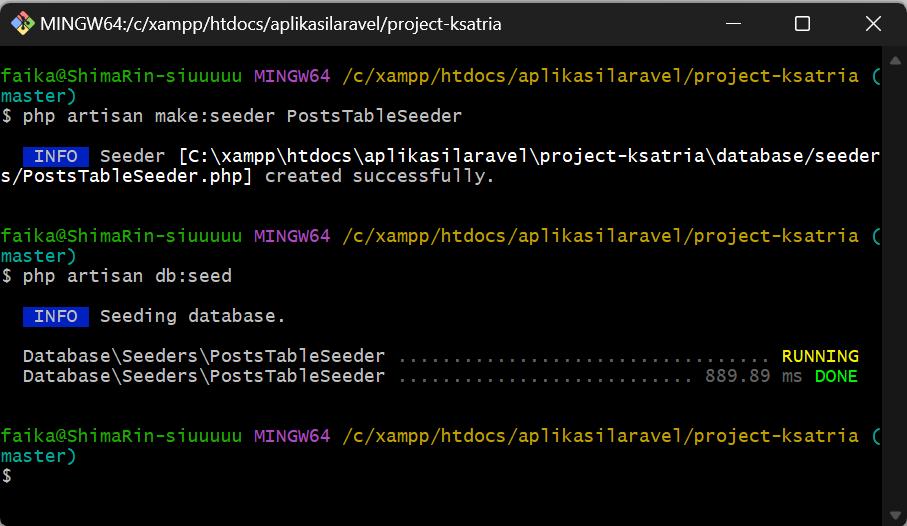 MINGW64:/c/xampp/htdocs/aplikasilaravel/project-ksatria
faika@ShimaRin-siuuuuu MINGW64 /c/xampp/htdocs/aplikasilaravel/project-ksatria (
master)
$ php artisan make:seeder PostsTableSeeder
INFO Seeder [C:\xampp\htdocs\aplikasilaravel\project-ksatria\database/seeder
s/PostsTableSeeder.php] created successfully.
faika@ShimaRin-siuuuuu MINGW64 /c/xampp/htdocs/aplikasilaravel/project-ksatria (
master)
$ php artisan db:seed
INFO Seeding database.
Database\Seeders\PostsTableSeeder .................................. RUNNING
Database\Seeders\PostsTableSeeder ........................... 889.89 ms DONE
faika@ShimaRin-siuuuuu MINGW64 /c/xampp/htdocs/aplikasilaravel/project-ksatria (
master)
$